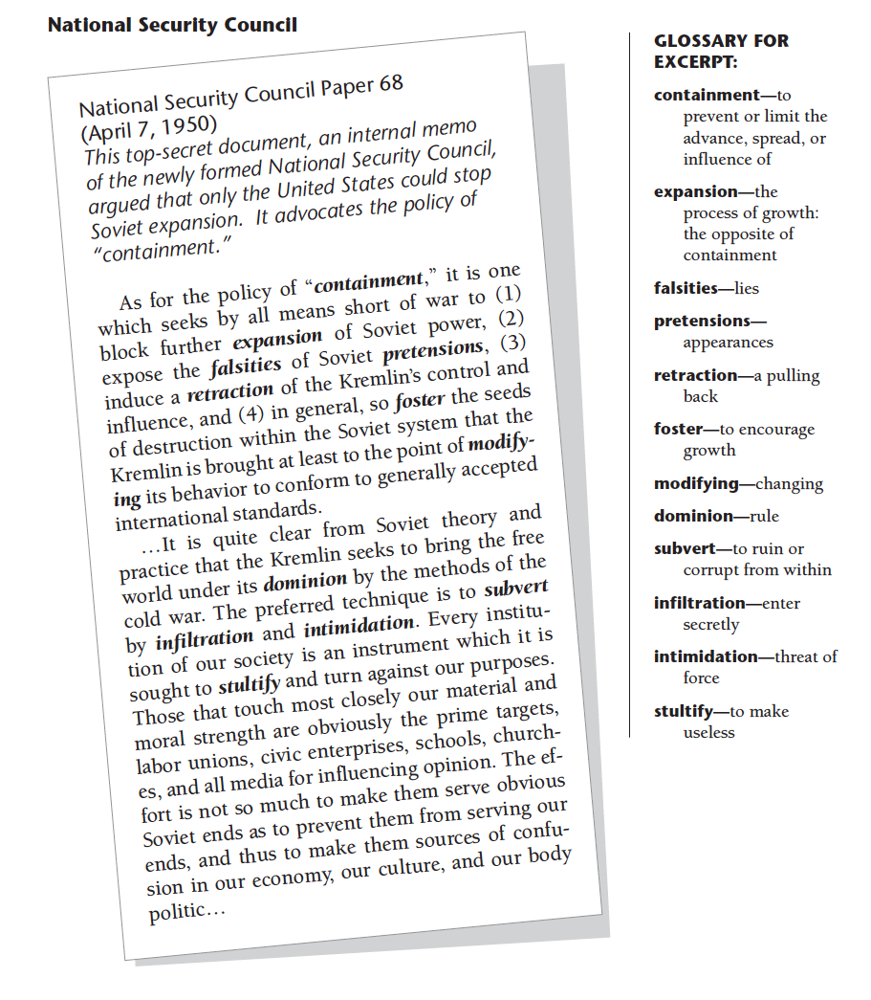 National Security Council
National Security Council Paper 68
(April 7, 1950)
This top-secret document, an internal memo
of the newly formed National Security Council,
argued that only the United States could stop
Soviet expansion. It advocates the policy of
“containment.”
As for the policy of “containment,” it is one
which seeks by all means short of war to (1)
block further expansion of Soviet power, (2)
expose the falsities of Soviet pretensions, (3)
induce a retraction of the Kremlin’s control and
influence, and (4) in general, so foster the seeds
of destruction within the Soviet system that the
Kremlin is brought at least to the point of modify-
ing its behavior to conform to generally accepted
international standards.
…It is quite clear from Soviet theory and
practice that the Kremlin seeks to bring the free
world under its dominion by the methods of the
cold war. The preferred technique is to subvert
by infiltration and intimidation. Every institu-
tion of our society is an instrument which it is
sought to stultify and turn against our purposes.
Those that touch most closely our material and
moral strength are obviously the prime targets,
labor unions, civic enterprises, schools, church-
es, and all media for influencing opinion. The ef-
fort is not so much to make them serve obvious
Soviet ends as to prevent them from serving our
ends, and thus to make them sources of confu-
sion in our economy, our culture, and our body
politic…
GLOSSARY FOR
EXCERPT:
containment—to
prevent or limit the
advance, spread, or
influence of
expansion—the
process of growth:
the opposite of
containment
falsities—lies
pretensions—
appearances
retraction—a pulling
back
foster—to encourage
growth
modifying—changing
dominion—rule
subvert—to ruin or
corrupt from within
infiltration—enter
secretly
intimidation—threat of
force
stultify—to make
useless